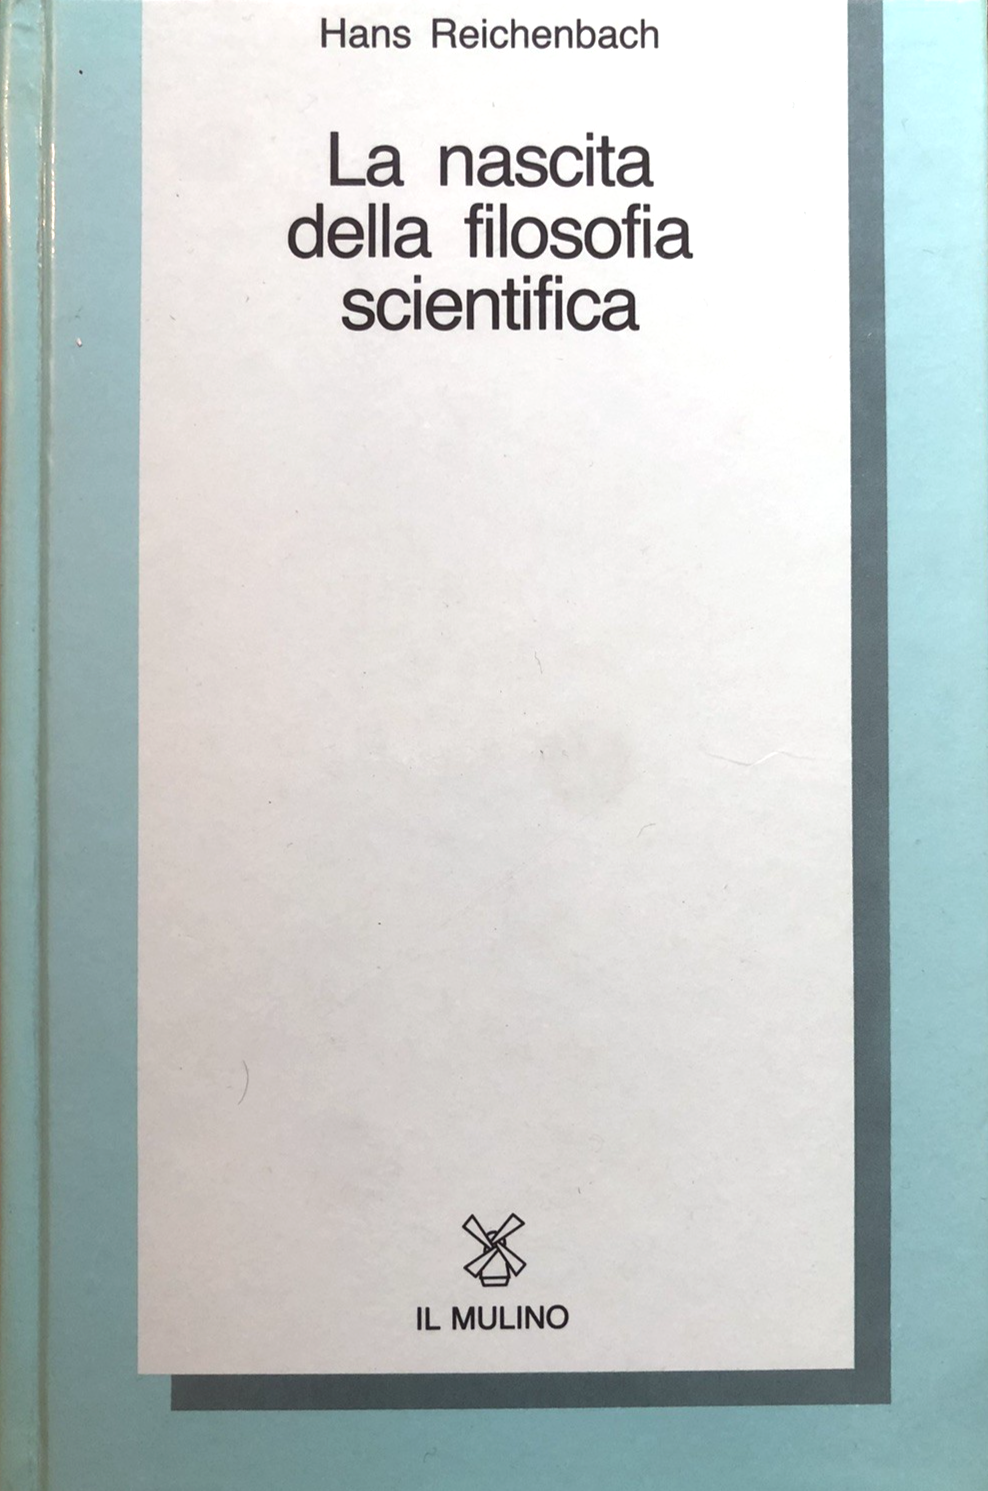 Hans Reichenbach
La nascita
della filosofia
scientifica
IL MULINO